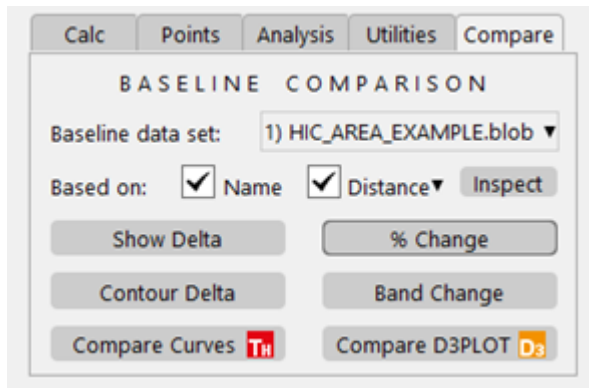 Calc Points Analysis Utilities Compare
BASELINE COMPARISON
Baseline data set: 1) HIC_AREA_EXAMPLE.blob
Based on: Name Distance Inspect
Show Delta % Change
Contour Delta Band Change
Compare Curves TH Compare D3PLOT D3